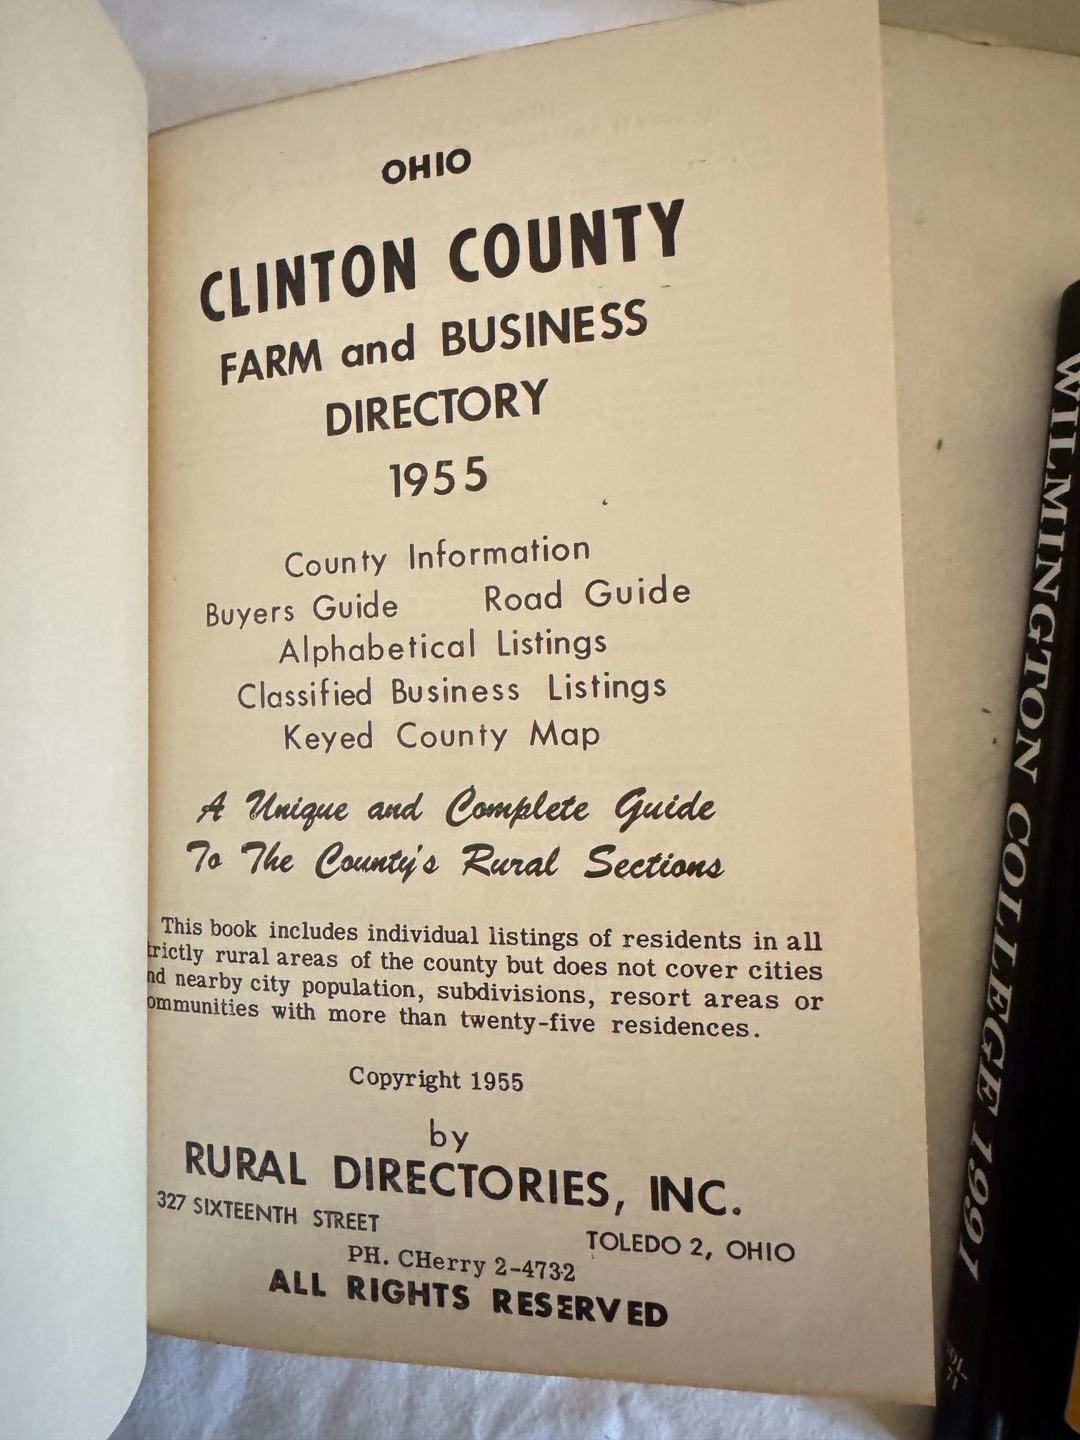 OHIO
CLINTON COUNTY
FARM and BUSINESS
DIRECTORY
1955
County Information
Buyers Guide Road Guide
Alphabetical Listings
Classified Business Listings
Keyed County Map
A Unique and Complete Guide
To The County's Rural Sections
This book includes individual listings of residents in all
trictly rural areas of the county but does not cover cities
nd nearby city population, subdivisions, resort areas or
ommunities with more than twenty-five residences.
Copyright 1955
by
RURAL DIRECTORIES, INC.
327 SIXTEENTH STREET TOLEDO 2, OHIO
PH. CHerry 2-4732
ALL RIGHTS RESERVED
WILMINGTON COLLEGE 1991